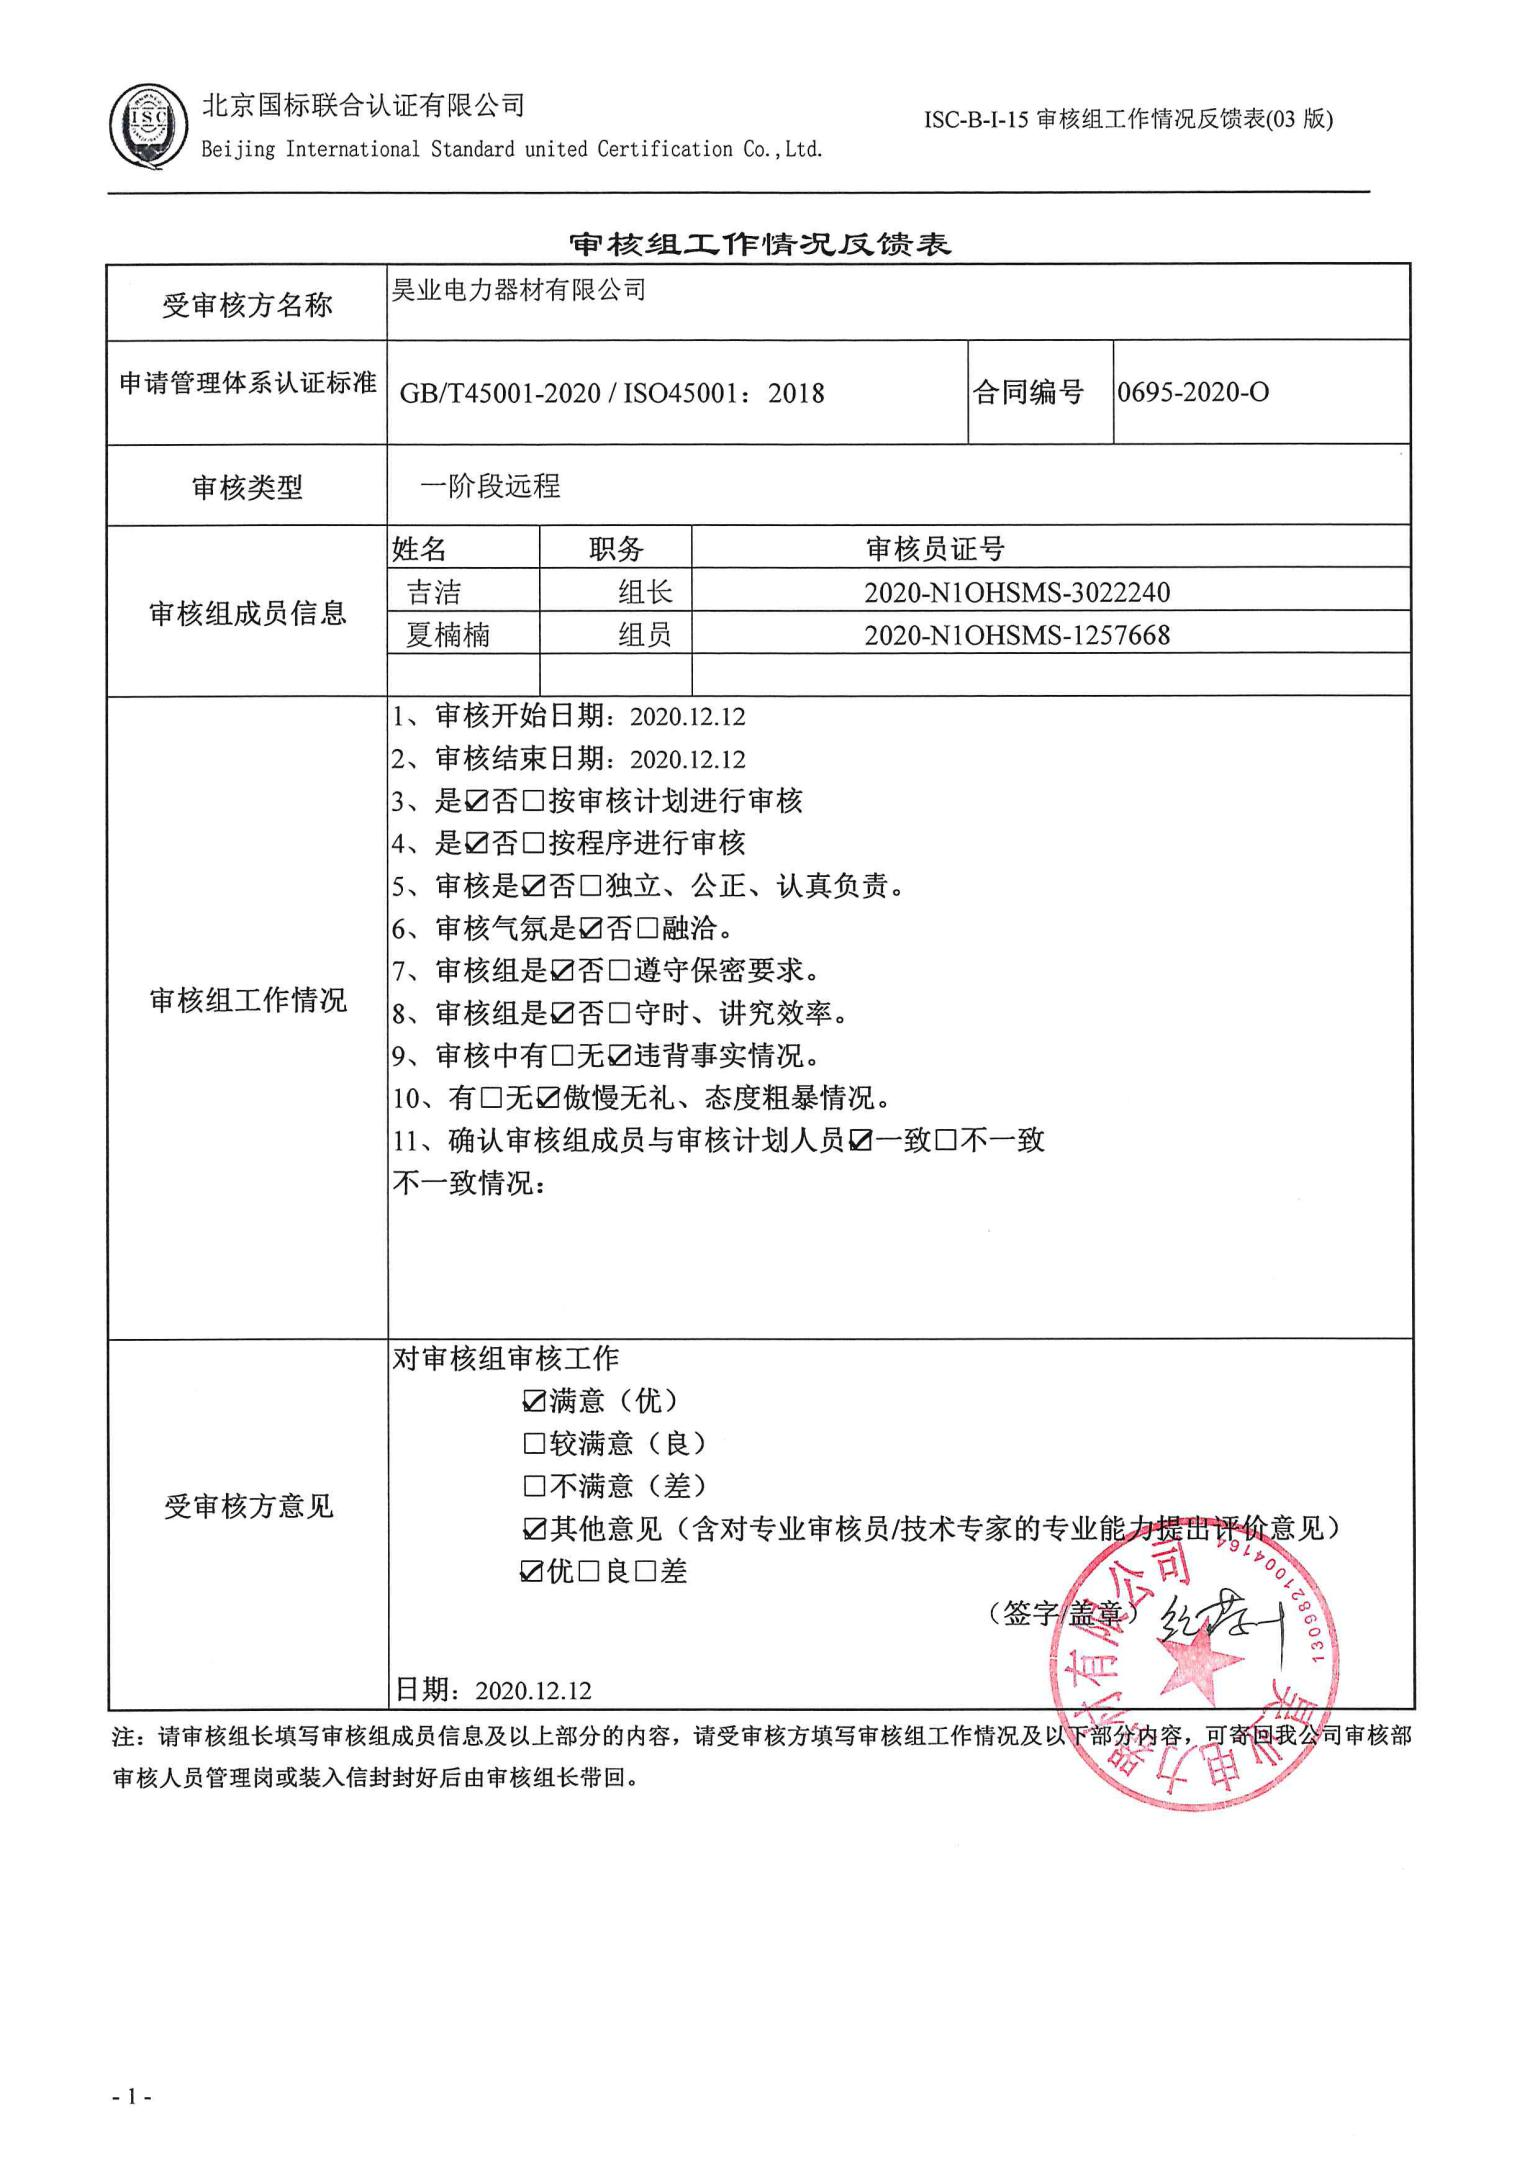 ISC
北京国标联合认证有限公司
Beijing International Standard united Certification Co.,Ltd.
ISC-B-I-15 审核组工作情况反馈表(03 版)
审核组工作情况反馈表
受审核方名称 昊业电力器材有限公司
申请管理体系认证标准 GB/T45001-2020 / ISO45001：2018 合同编号 0695-2020-O
审核类型 一阶段远程
审核组成员信息
姓名 职务 审核员证号
吉洁 组长 2020-N1OHSMS-3022240
夏楠楠 组员 2020-N1OHSMS-1257668
审核组工作情况
1、审核开始日期：2020.12.12
2、审核结束日期：2020.12.12
3、是☑否□按审核计划进行审核
4、是☑否□按程序进行审核
5、审核是☑否□独立、公正、认真负责。
6、审核气氛是☑否□融洽。
7、审核组是☑否□遵守保密要求。
8、审核组是☑否□守时、讲究效率。
9、审核中有□无☑违背事实情况。
10、有□无☑傲慢无礼、态度粗暴情况。
11、确认审核组成员与审核计划人员☑一致□不一致
不一致情况：
受审核方意见
对审核组审核工作
☑满意（优）
□较满意（良）
□不满意（差）
☑其他意见（含对专业审核员/技术专家的专业能力提出评价意见）
☑优□良□差
（签字/盖章）
日期：2020.12.12
昊业电力器材有限公司
1309821004164
注：请审核组长填写审核组成员信息及以上部分的内容，请受审核方填写审核组工作情况及以下部分内容，可寄回我公司审核部
审核人员管理岗或装入信封封好后由审核组长带回。
- 1 -